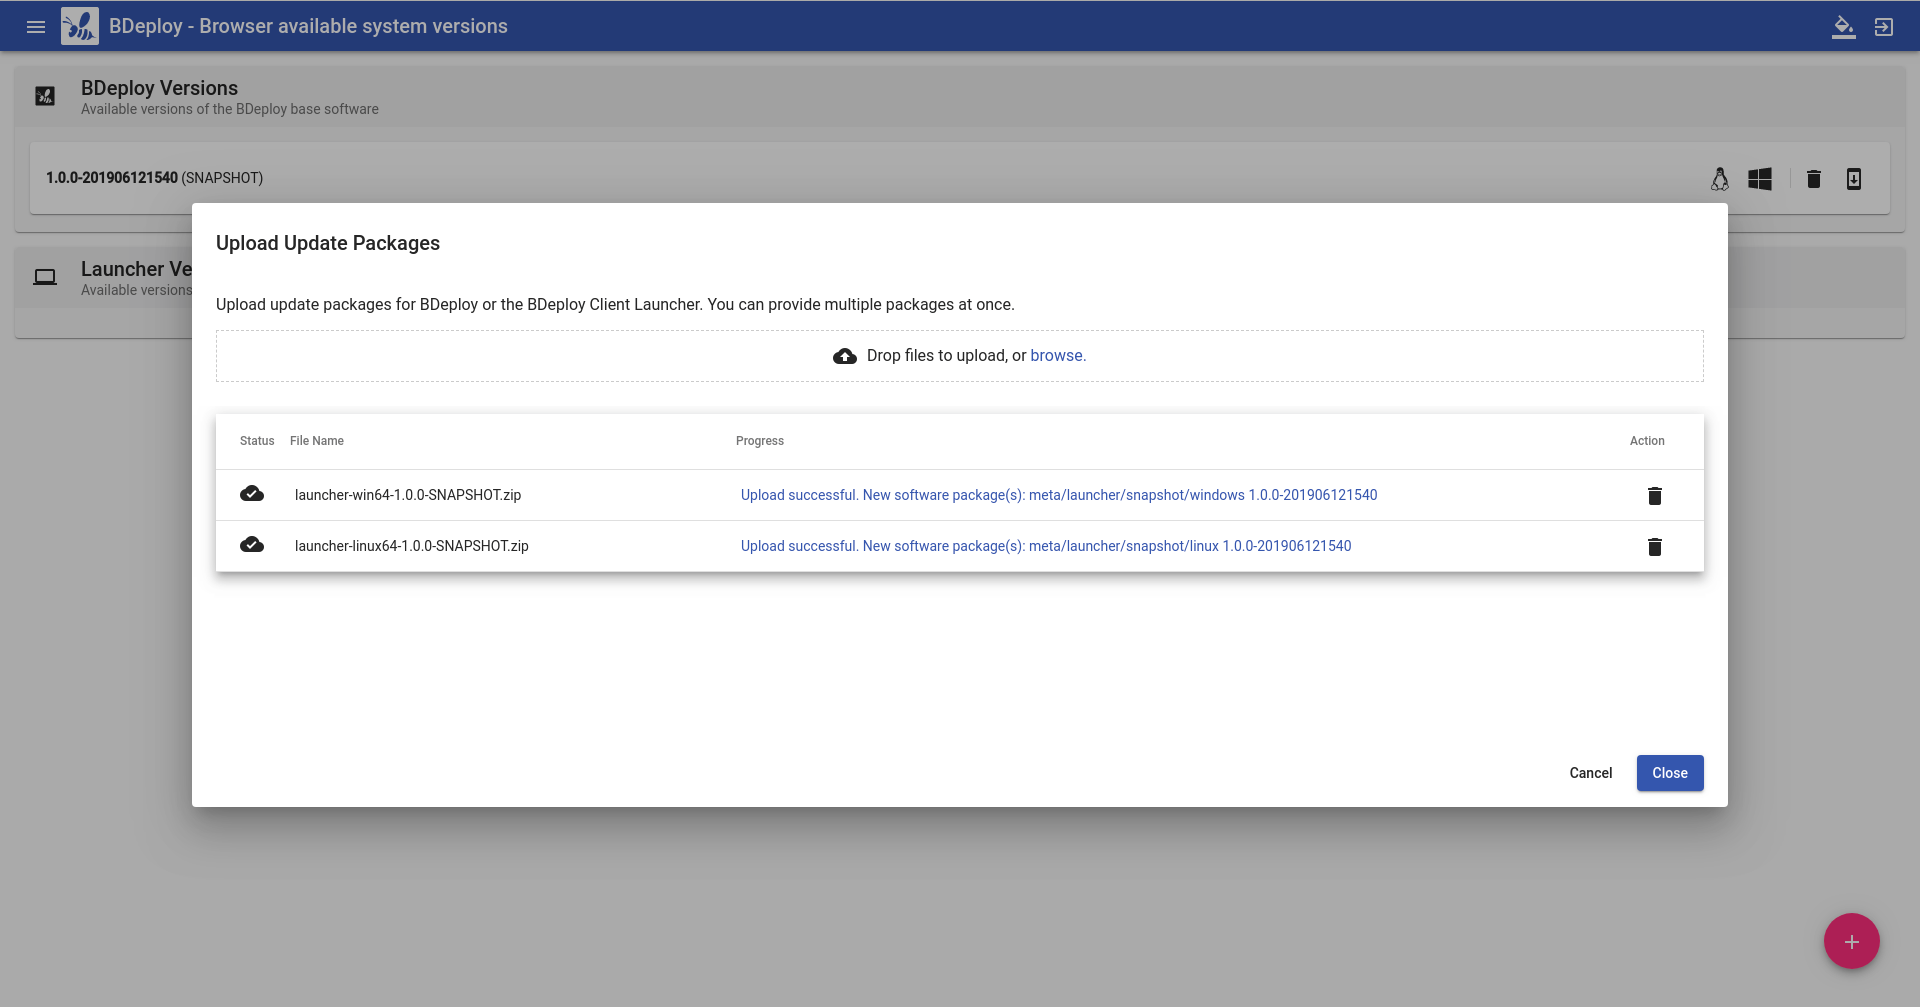 BDeploy - Browser available system versions
BDeploy Versions
Available versions of the BDeploy base software
1.0.0-201906121540 (SNAPSHOT)
Launcher Ve
Available versions
Upload Update Packages
Upload update packages for BDeploy or the BDeploy Client Launcher. You can provide multiple packages at once.
Drop files to upload, or browse.
Status File Name Progress Action
launcher-win64-1.0.0-SNAPSHOT.zip Upload successful. New software package(s): meta/launcher/snapshot/windows 1.0.0-201906121540
launcher-linux64-1.0.0-SNAPSHOT.zip Upload successful. New software package(s): meta/launcher/snapshot/linux 1.0.0-201906121540
Cancel Close